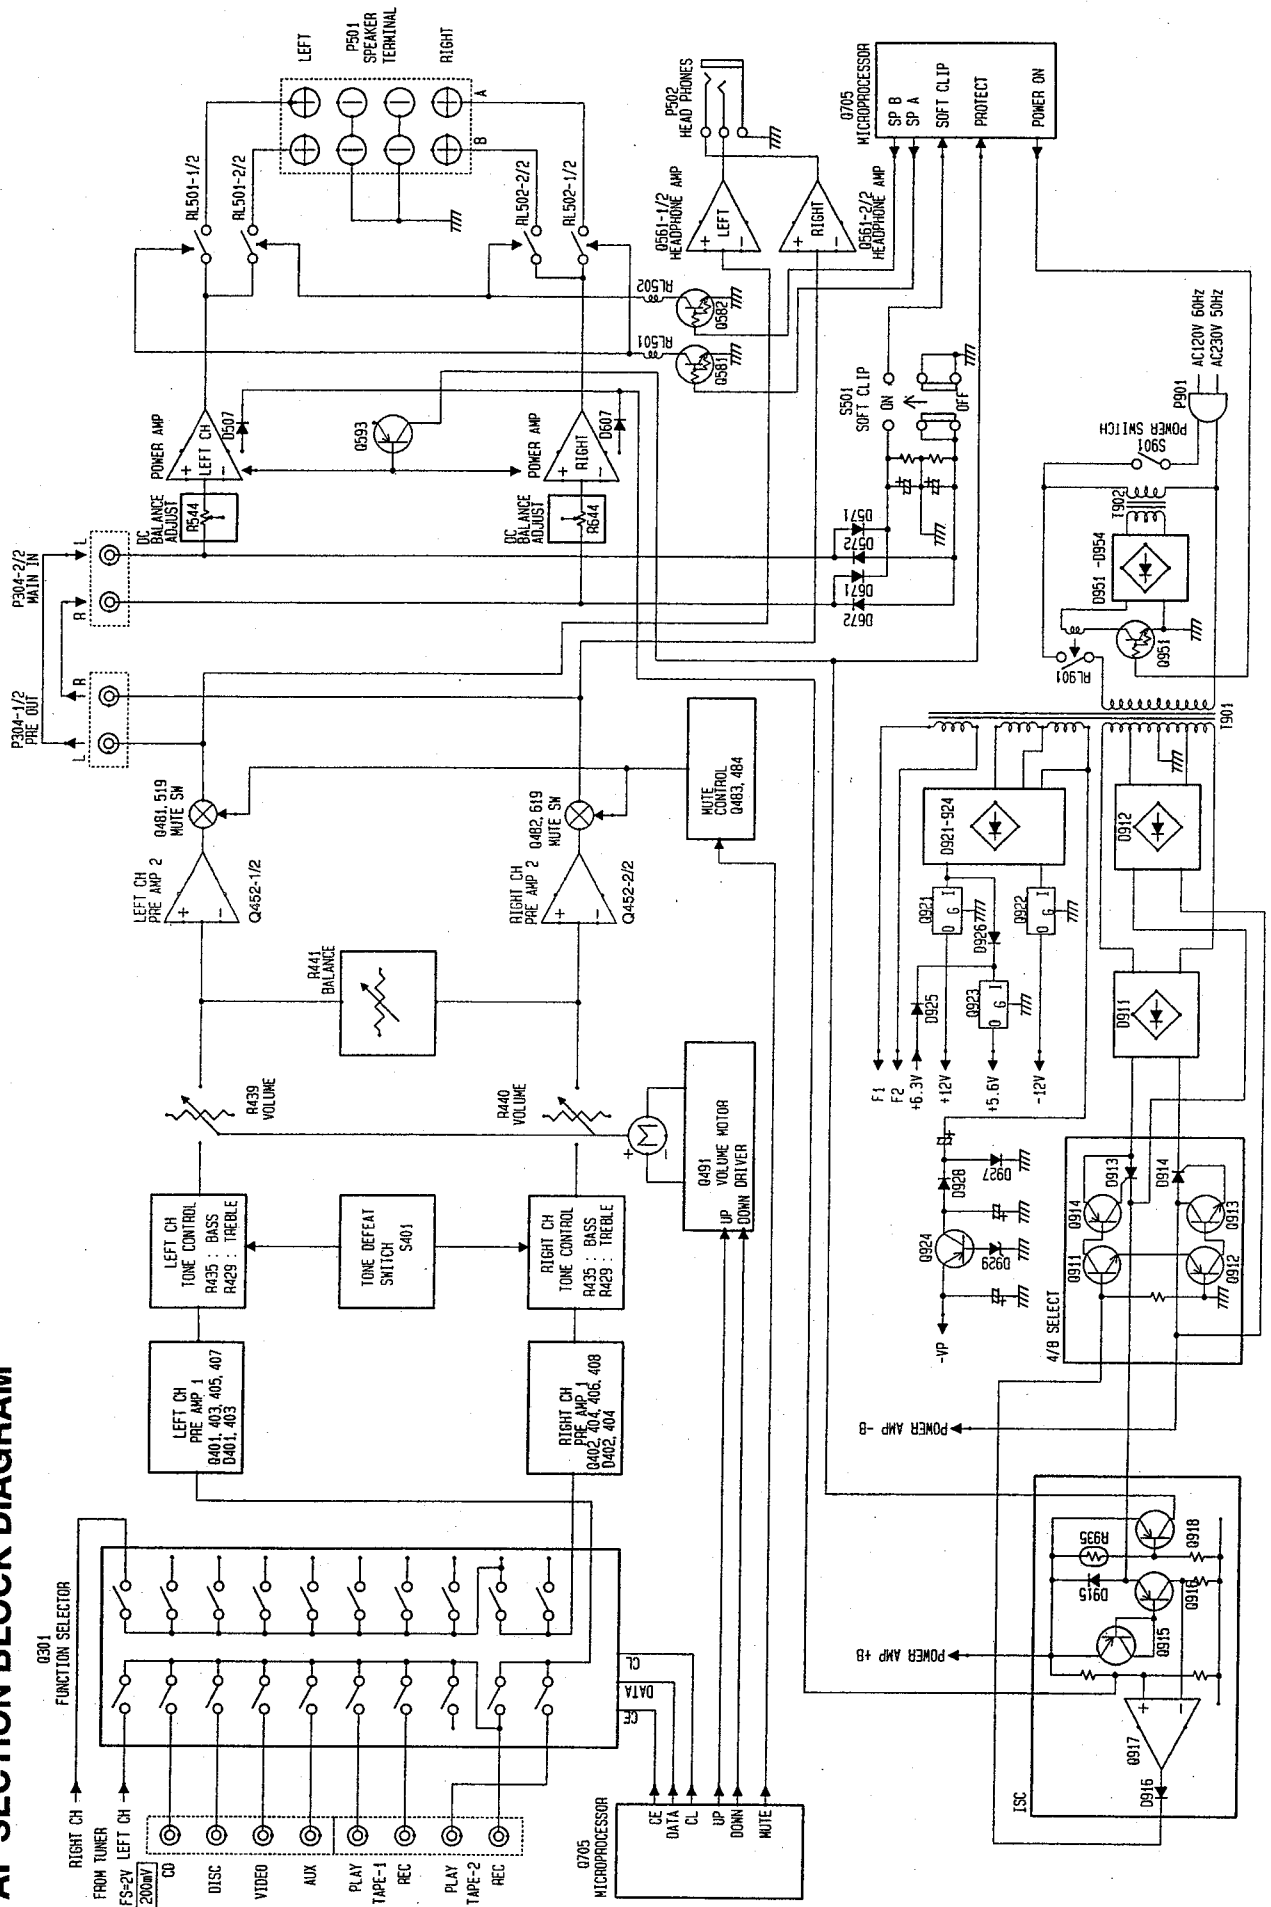 AF SECTION BLOCK DIAGRAM
RIGHT CH
FROM TUNER
FS=2V LEFT CH
200mV
CD
DISC
VIDEO
AUX
PLAY
TAPE-1
REC
PLAY
TAPE-2
REC
Q301
FUNCTION SELECTOR
CE
DATA
CL
Q705
MICROPROCESSOR
CE
DATA
CL
UP
DOWN
MUTE
LEFT CH
PRE AMP 1
Q401, 403, 405, 407
D401, 403
RIGHT CH
PRE AMP 1
Q402, 404, 406, 408
D402, 404
LEFT CH
TONE CONTROL
R435 : BASS
R429 : TREBLE
TONE DEFEAT
SWITCH
S401
RIGHT CH
TONE CONTROL
R435 : BASS
R429 : TREBLE
R439
VOLUME
R440
VOLUME
+
M
-
Q491
VOLUME MOTOR
DRIVER
UP
DOWN
R441
BALANCE
LEFT CH
PRE AMP 2
+
-
Q452-1/2
RIGHT CH
PRE AMP 2
+
-
Q452-2/2
Q481, 519
MUTE SW
Q482, 619
MUTE SW
MUTE
CONTROL
Q483, 484
P304-1/2
PRE OUT
L
R
P304-2/2
MAIN IN
R
L
DC
BALANCE
ADJUST
R544
DC
BALANCE
ADJUST
R644
POWER AMP
+
LEFT CH
-
D507
Q593
POWER AMP
+
RIGHT
-
D607
RL501-1/2
RL501-2/2
RL502-2/2
RL502-1/2
LEFT
P501
SPEAKER
TERMINAL
RIGHT
A
B
RL502
Q582
RL501
Q581
Q561-1/2
HEADPHONE AMP
+
LEFT
-
Q561-2/2
HEADPHONE AMP
+
RIGHT
-
P502
HEAD PHONES
Q705
MICROPROCESSOR
SP B
SP A
SOFT CLIP
PROTECT
POWER ON
D571
D572
D671
D672
S501
SOFT CLIP
ON
OFF
AC120V 60Hz
AC230V 50Hz
P901
POWER SWITCH
S901
T902
D951 -D954
Q951
RL901
T901
D921-924
Q921
O G I
D926
Q922
O G I
D925
Q923
O G I
F1
F2
+6.3V
+12V
+5.6V
-12V
D912
D911
D928
D927
Q924
D929
-VP
4/8 SELECT
Q914
D913
D914
Q913
Q911
Q912
POWER AMP -B
POWER AMP +B
ISC
R935
Q918
D915
Q916
Q915
+
-
Q917
D916